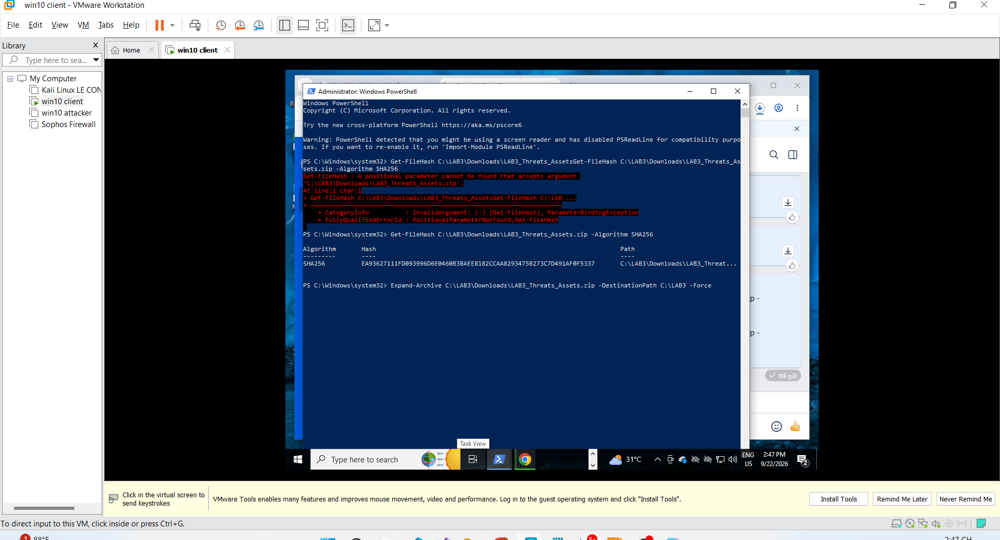 win10 client - VMware Workstation
File Edit View VM Tabs Help
Library
Type here to sea...
My Computer
Kali Linux LE CON
win10 client
win10 attacker
Sophos Firewall
Home
win10 client
Administrator: Windows PowerShell
Windows PowerShell
Copyright (C) Microsoft Corporation. All rights reserved.
Try the new cross-platform PowerShell https://aka.ms/pscore6
Warning: PowerShell detected that you might be using a screen reader and has disabled PSReadLine for compatibility purpo
ses. If you want to re-enable it, run 'Import-Module PSReadLine'.
PS C:\Windows\system32> Get-FileHash C:\LAB3\Downloads\LAB3_Threats_AssetsGet-FileHash C:\LAB3\Downloads\LAB3_Threats_As
sets.zip -Algorithm SHA256
Get-FileHash : A positional parameter cannot be found that accepts argument
'C:\LAB3\Downloads\LAB3_Threats_Assets.zip'.
At line:1 char:1
+ Get-FileHash C:\LAB3\Downloads\LAB3_Threats_AssetsGet-FileHash C:\LAB ...
+ ~~~~~~~~~~~~~~~~~~~~~~~~~~~~~~~~~~~~~~~~~~~~~~~~~~~~~~~~~~~~~~~~~~~~~
+ CategoryInfo : InvalidArgument: (:) [Get-FileHash], ParameterBindingException
+ FullyQualifiedErrorId : PositionalParameterNotFound,Get-FileHash
PS C:\Windows\system32> Get-FileHash C:\LAB3\Downloads\LAB3_Threats_Assets.zip -Algorithm SHA256
Algorithm Hash Path
--------- ---- ----
SHA256 EA93627111FD093996D6E0460B3BAEE8182CCAA8293475B273C7D491AF0F5337 C:\LAB3\Downloads\LAB3_Threat...
PS C:\Windows\system32> Expand-Archive C:\LAB3\Downloads\LAB3_Threats_Assets.zip -DestinationPath C:\LAB3 -Force
p -
p -
Đã gửi
Task View
Type here to search
31°C
ENG
US
2:47 PM
9/22/2026
2
Click in the virtual screen to
send keystrokes
VMware Tools enables many features and improves mouse movement, video and performance. Log in to the guest operating system and click "Install Tools".
Install Tools
Remind Me Later
Never Remind Me
To direct input to this VM, click inside or press Ctrl+G.
1
88°F
5+
2:47 CH